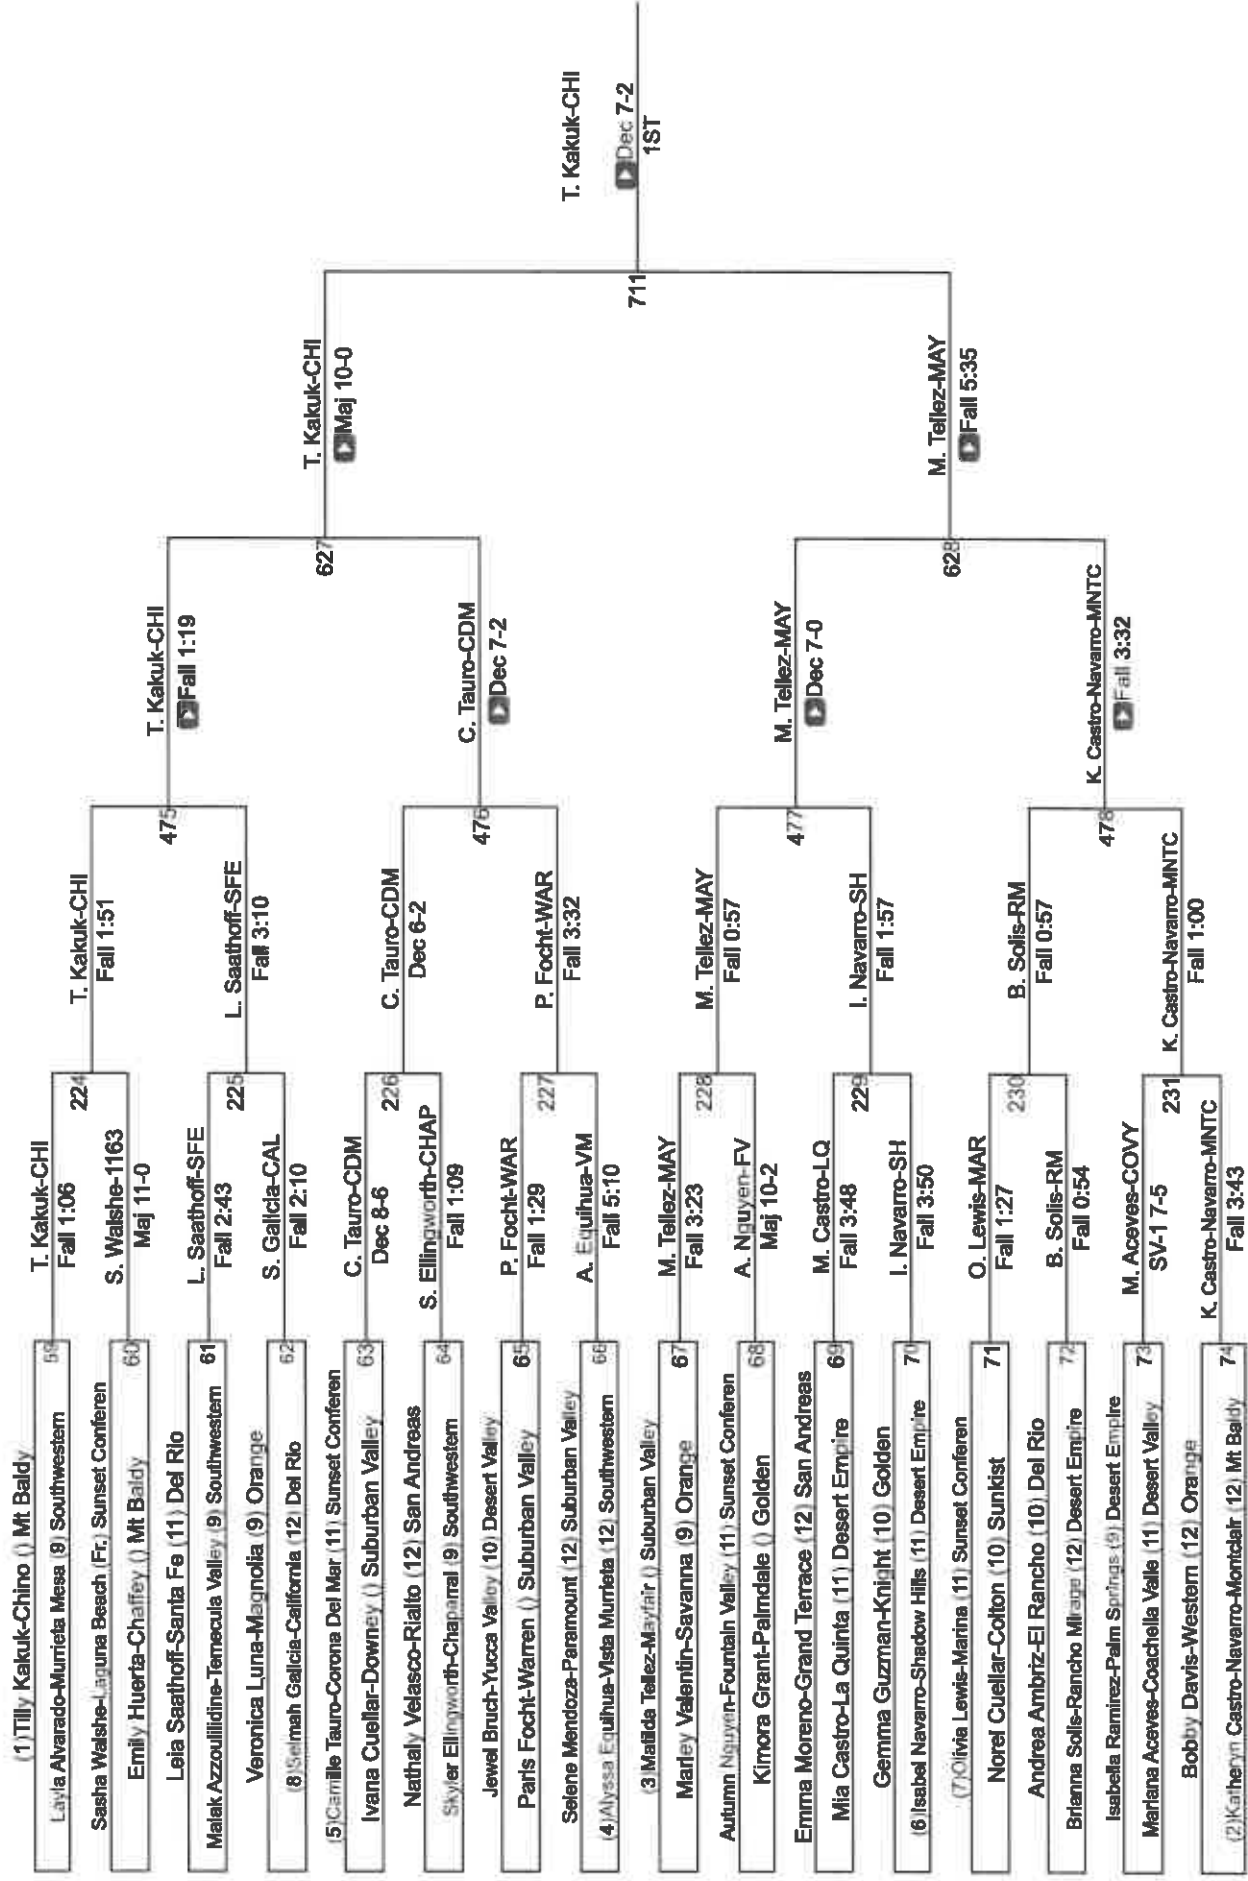 (1)Tilly Kakuk-Chino () Mt Baldy
59
Layla Alvarado-Murrieta Mesa (9) Southwestern
Sasha Walshe-Laguna Beach (Fr.) Sunset Conferen
60
Emily Huerta-Chaffey () Mt Baldy
Leia Saathoff-Santa Fe (11) Del Rio
61
Malak Azzoulilidine-Temecula Valley (9) Southwestern
Veronica Luna-Magnolia (9) Orange
62
(8)Selmah Galicia-California (12) Del Rio
(5)Camille Tauro-Corona Del Mar (11) Sunset Conferen
63
Ivana Cuellar-Downey () Suburban Valley
Nathaly Velasco-Rialto (12) San Andreas
64
Skyler Ellingworth-Chaparral (9) Southwestern
Jewel Bruch-Yucca Valley (10) Desert Valley
65
Paris Focht-Warren () Suburban Valley
Selene Mendoza-Paramount (12) Suburban Valley
66
(4)Alyssa Equihua-Vista Murrieta (12) Southwestern
(3)Matilda Tellez-Mayfair () Suburban Valley
67
Marley Valentin-Savanna (9) Orange
Autumn Nguyen-Fountain Valley (11) Sunset Conferen
68
Kimora Grant-Palmdale () Golden
Emma Moreno-Grand Terrace (12) San Andreas
69
Mia Castro-La Quinta (11) Desert Empire
Gemma Guzman-Knight (10) Golden
70
(6)Isabel Navarro-Shadow Hills (11) Desert Empire
(7)Olivia Lewis-Marina (11) Sunset Conferen
71
Norel Cuellar-Colton (10) Sunkist
Andrea Ambriz-El Rancho (10) Del Rio
72
Brianna Solis-Rancho Mirage (12) Desert Empire
Isabella Ramirez-Palm Springs (9) Desert Empire
73
Mariana Aceves-Coachella Valle (11) Desert Valley
Bobby Davis-Western (12) Orange
74
(2)Katheryn Castro-Navarro-Montclair (12) Mt Baldy
T. Kakuk-CHI
Fall 1:06
224
S. Walshe-1163
Maj 11-0
L. Saathoff-SFE
Fall 2:43
225
S. Galicia-CAL
Fall 2:10
C. Tauro-CDM
Dec 8-6
226
S. Ellingworth-CHAP
Fall 1:09
P. Focht-WAR
Fall 1:29
227
A. Equihua-VM
Fall 5:10
M. Tellez-MAY
Fall 3:23
228
A. Nguyen-FV
Maj 10-2
M. Castro-LQ
Fall 3:48
229
I. Navarro-SH
Fall 3:50
O. Lewis-MAR
Fall 1:27
230
B. Solis-RM
Fall 0:54
M. Aceves-COVY
SV-1 7-5
231
K. Castro-Navarro-MNTC
Fall 3:43
T. Kakuk-CHI
Fall 1:51
475
L. Saathoff-SFE
Fall 3:10
C. Tauro-CDM
Dec 6-2
476
P. Focht-WAR
Fall 3:32
M. Tellez-MAY
Fall 0:57
477
I. Navarro-SH
Fall 1:57
B. Solis-RM
Fall 0:57
478
K. Castro-Navarro-MNTC
Fall 1:00
T. Kakuk-CHI
Fall 1:19
627
C. Tauro-CDM
Dec 7-2
M. Tellez-MAY
Dec 7-0
628
K. Castro-Navarro-MNTC
Fall 3:32
T. Kakuk-CHI
Maj 10-0
711
M. Tellez-MAY
Fall 5:35
T. Kakuk-CHI
Dec 7-2
1ST